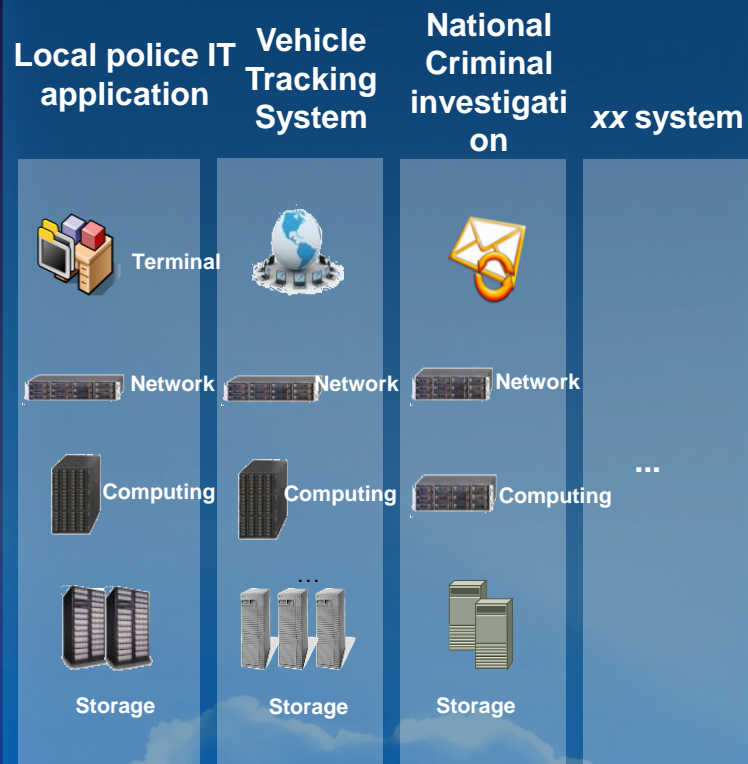 Local police IT
application
Vehicle
Tracking
System
National
Criminal
investigati
on
xx system
Terminal
Network
Network
Network
Computing
Computing
Computing
...
...
Storage
Storage
Storage